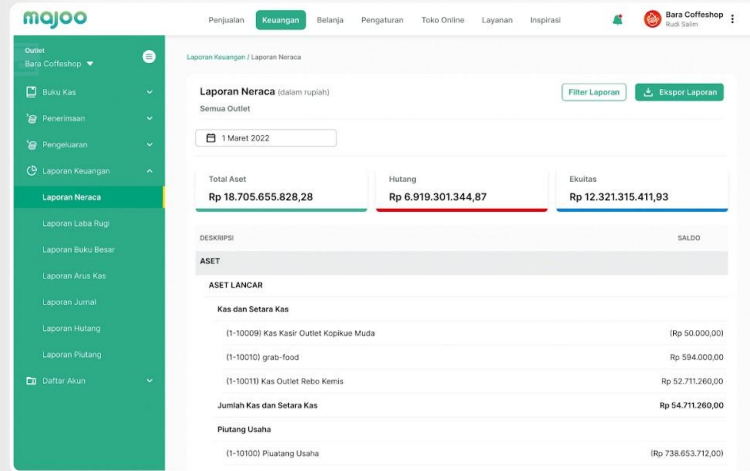 majoo
Penjualan Keuangan Belanja Pengaturan Toko Online Layanan Inspirasi
Bara Coffeshop
Rudi Salim
Outlet
Bara Coffeshop
Buku Kas
Penerimaan
Pengeluaran
Laporan Keuangan
Laporan Neraca
Laporan Laba Rugi
Laporan Buku Besar
Laporan Arus Kas
Laporan Jurnal
Laporan Hutang
Laporan Piutang
Daftar Akun
Laporan Keuangan / Laporan Neraca
Laporan Neraca (dalam rupiah)
Semua Outlet
Filter Laporan
Ekspor Laporan
1 Maret 2022
Total Aset
Rp 18.705.655.828,28
Hutang
Rp 6.919.301.344,87
Ekuitas
Rp 12.321.315.411,93
DESKRIPSI SALDO
ASET
ASET LANCAR
Kas dan Setara Kas
(1-10009) Kas Kasir Outlet Kopikue Muda (Rp 50.000,00)
(1-10010) grab-food Rp 594.000,00
(1-10011) Kas Outlet Rebo Kemis Rp 52.711.260,00
Jumlah Kas dan Setara Kas Rp 54.711.260,00
Piutang Usaha
(1-10100) Piuatang Usaha (Rp 738.653.712,00)